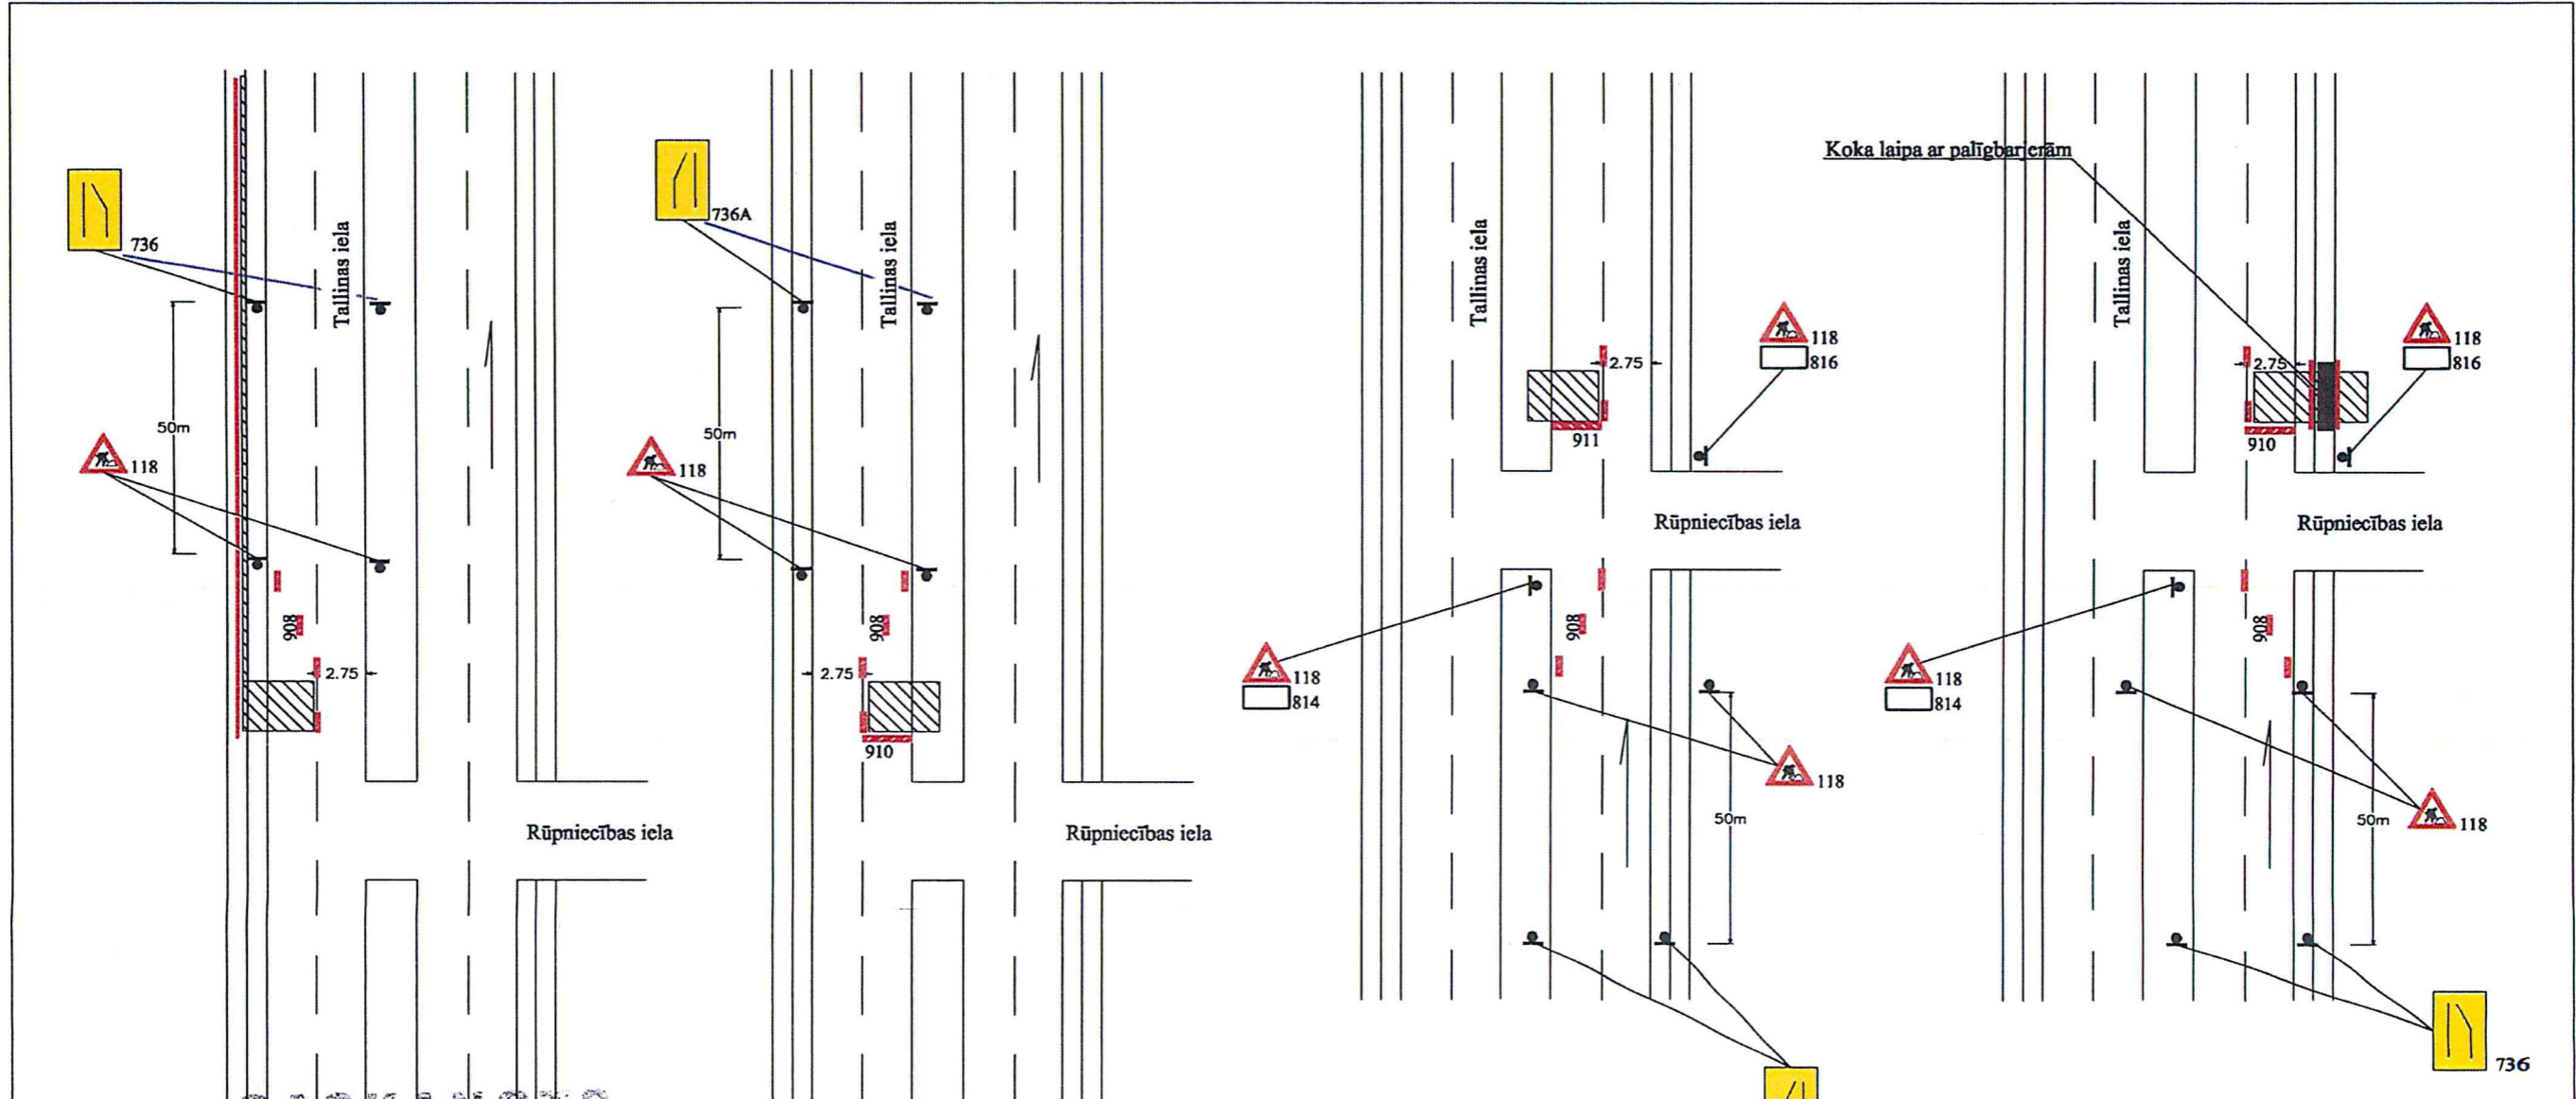 736
Tallinas iela
50m
118
908
2.75
Rūpniecības iela
736A
Tallinas iela
50m
118
908
2.75
910
Rūpniecības iela
Tallinas iela
118
816
2.75
911
Rūpniecības iela
908
118
814
118
50m
Koka laipa ar palīgbarjerām
Tallinas iela
118
816
2.75
910
Rūpniecības iela
908
118
814
118
50m
736